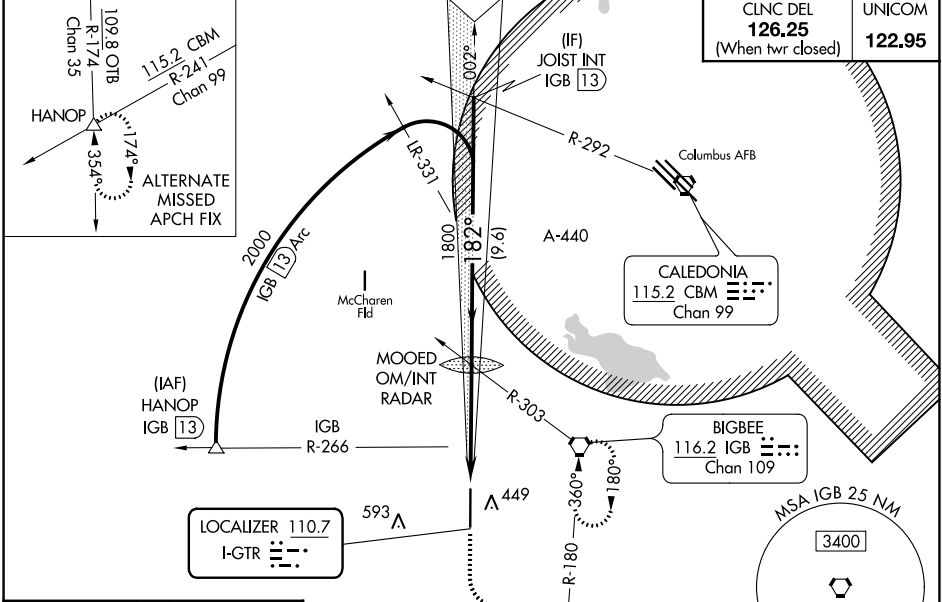 109.8 OTB
R-174
Chan 35
115.2 CBM
R-241
Chan 99
HANOP
174°
354°
ALTERNATE
MISSED
APCH FIX
002°
(IF)
JOIST INT
IGB 13
CLNC DEL
126.25
(When twr closed)
UNICOM
122.95
R-292
Columbus AFB
LR-331
2000
IGB 13 Arc
1800
182°
(9.6)
A-440
McCharen
Fld
CALEDONIA
115.2 CBM
Chan 99
MOOED
OM/INT
RADAR
(IAF)
HANOP
IGB 13
IGB
R-266
R-303
BIGBEE
116.2 IGB
Chan 109
360°
180°
R-180
593
449
LOCALIZER 110.7
I-GTR
MSA IGB 25 NM
3400